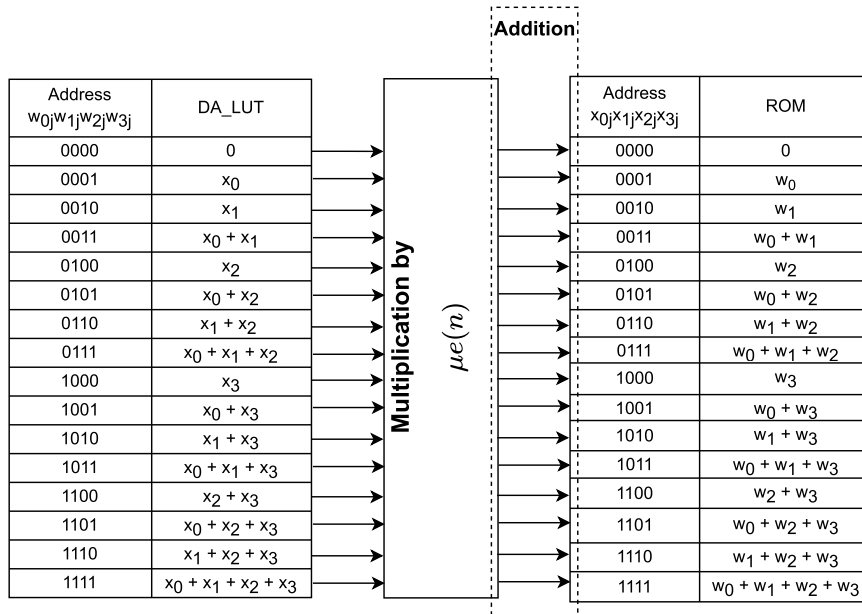 Addition
Address DA_LUT
w0jw1jw2jw3j
0000 0
0001 x0
0010 x1
0011 x0 + x1
0100 x2
0101 x0 + x2
0110 x1 + x2
0111 x0 + x1 + x2
1000 x3
1001 x0 + x3
1010 x1 + x3
1011 x0 + x1 + x3
1100 x2 + x3
1101 x0 + x2 + x3
1110 x1 + x2 + x3
1111 x0 + x1 + x2 + x3
Multiplication by
μe(n)
Address ROM
x0jx1jx2jx3j
0000 0
0001 w0
0010 w1
0011 w0 + w1
0100 w2
0101 w0 + w2
0110 w1 + w2
0111 w0 + w1 + w2
1000 w3
1001 w0 + w3
1010 w1 + w3
1011 w0 + w1 + w3
1100 w2 + w3
1101 w0 + w2 + w3
1110 w1 + w2 + w3
1111 w0 + w1 + w2 + w3